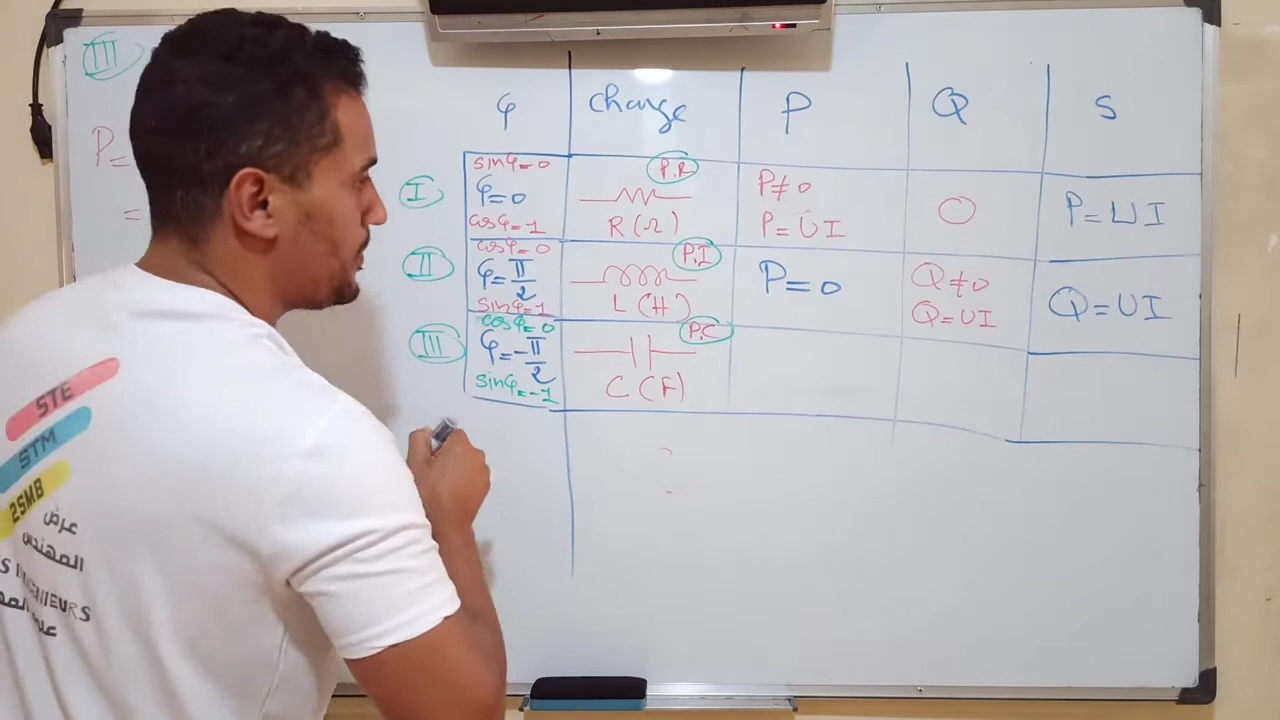 III
P=
=
φ charge P Q S
I
sinφ=0
φ=0
cosφ=1
P.R
R(Ω)
P≠0
P=UI
0
P=UI
II
cosφ=0
φ=π/2
sinφ=1
P.I
L(H)
P=0
Q≠0
Q=UI
Q=UI
III
cosφ=0
φ=-π/2
sinφ=-1
P.C
C(F)
STE
STM
2SMB
عرض
المهندس